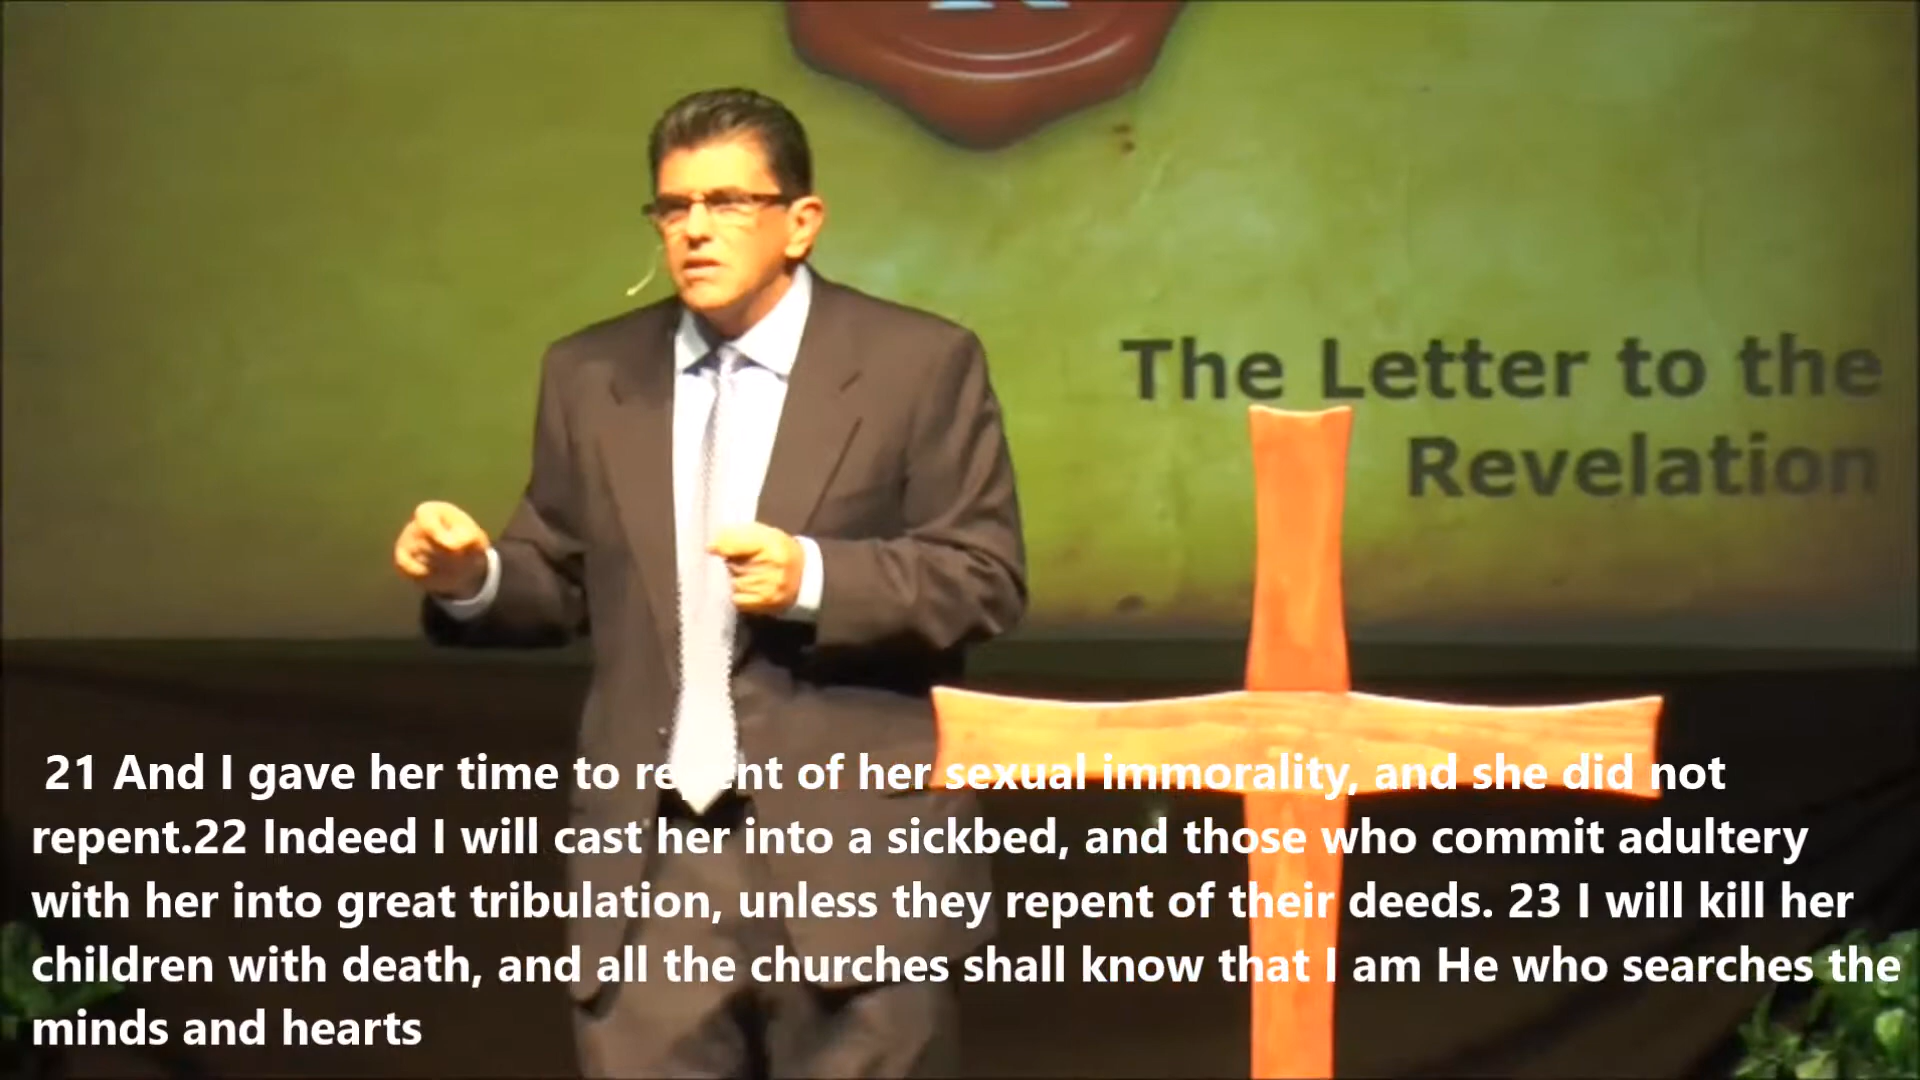 The Letter to the
Revelation
21 And I gave her time to repent of her sexual immorality, and she did not
repent.22 Indeed I will cast her into a sickbed, and those who commit adultery
with her into great tribulation, unless they repent of their deeds. 23 I will kill her
children with death, and all the churches shall know that I am He who searches the
minds and hearts